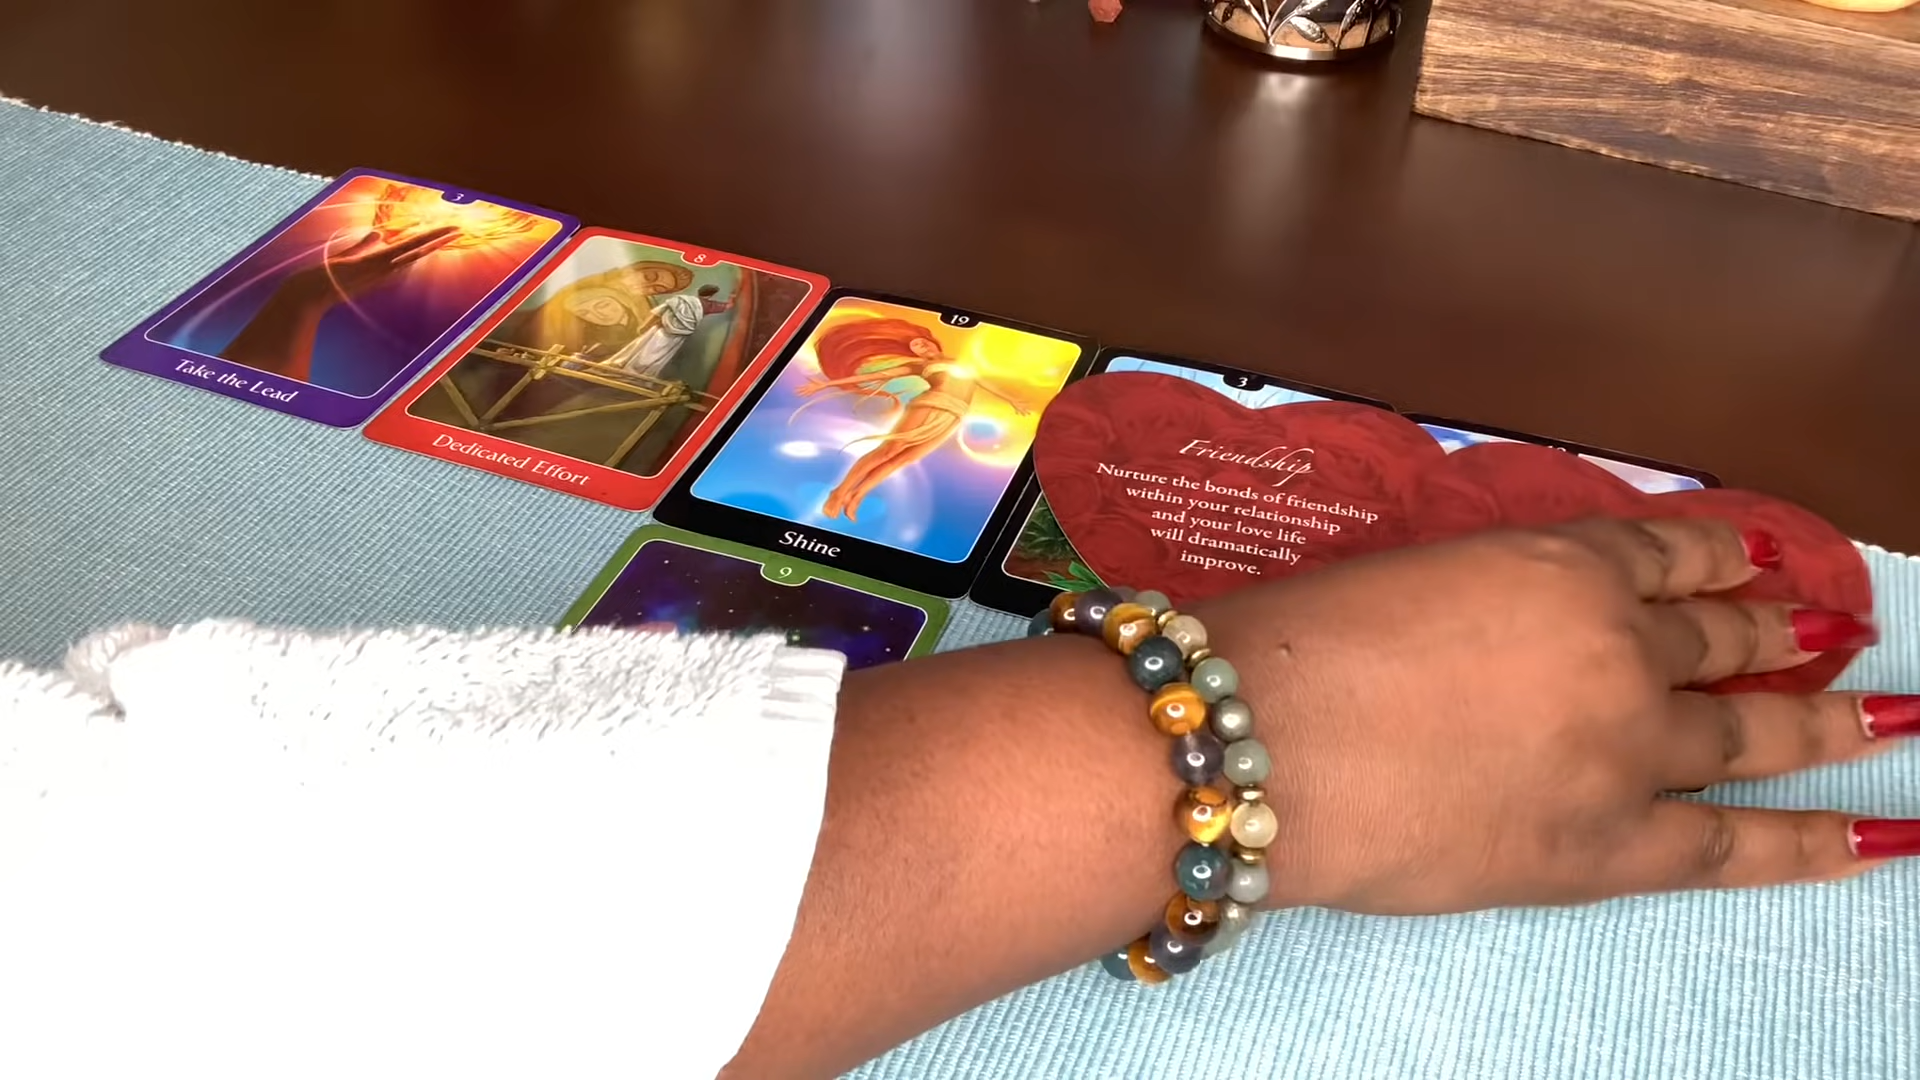 3
Take the Lead
8
Dedicated Effort
19
Shine
9
3
Friendship
Nurture the bonds of friendship
within your relationship
and your love life
will dramatically
improve.